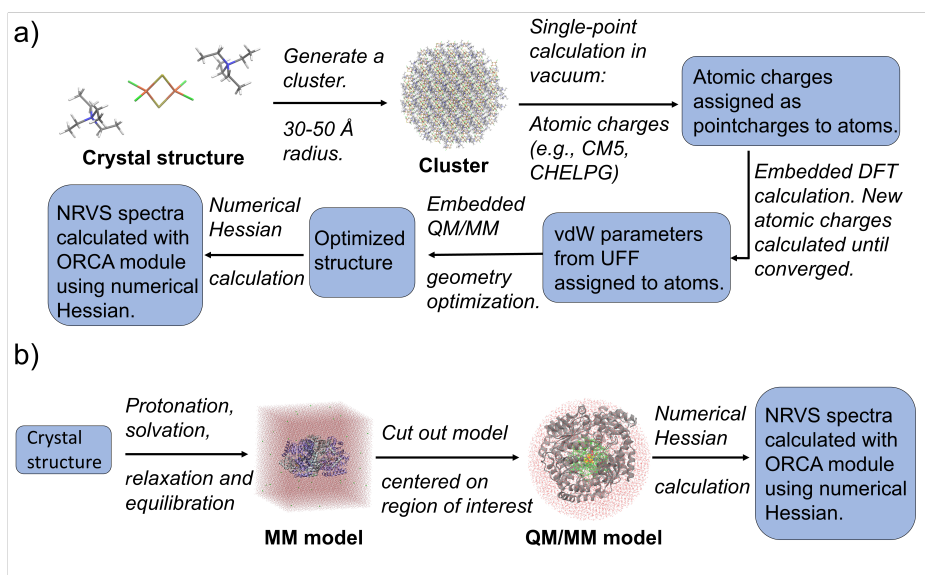 a)
Crystal structure
Generate a
cluster.
30-50 Å
radius.
Cluster
Single-point
calculation in
vacuum:
Atomic charges
(e.g., CM5,
CHELPG)
Atomic charges
assigned as
pointcharges to atoms.
Embedded DFT
calculation. New
atomic charges
calculated until
converged.
vdW parameters
from UFF
assigned to atoms.
Embedded
QM/MM
geometry
optimization.
Optimized
structure
Numerical
Hessian
calculation
NRVS spectra
calculated with
ORCA module
using numerical
Hessian.
b)
Crystal
structure
Protonation,
solvation,
relaxation and
equilibration
MM model
Cut out model
centered on
region of interest
QM/MM model
Numerical
Hessian
calculation
NRVS spectra
calculated with
ORCA module
using numerical
Hessian.